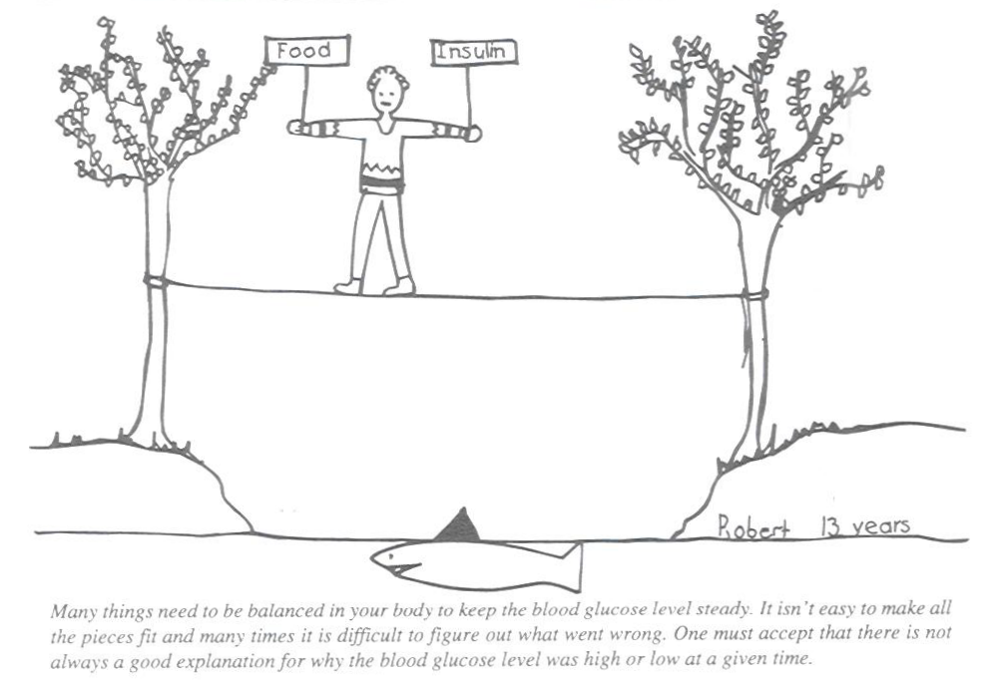 Food
Insulin
Robert 13 years
Many things need to be balanced in your body to keep the blood glucose level steady. It isn't easy to make all
the pieces fit and many times it is difficult to figure out what went wrong. One must accept that there is not
always a good explanation for why the blood glucose level was high or low at a given time.